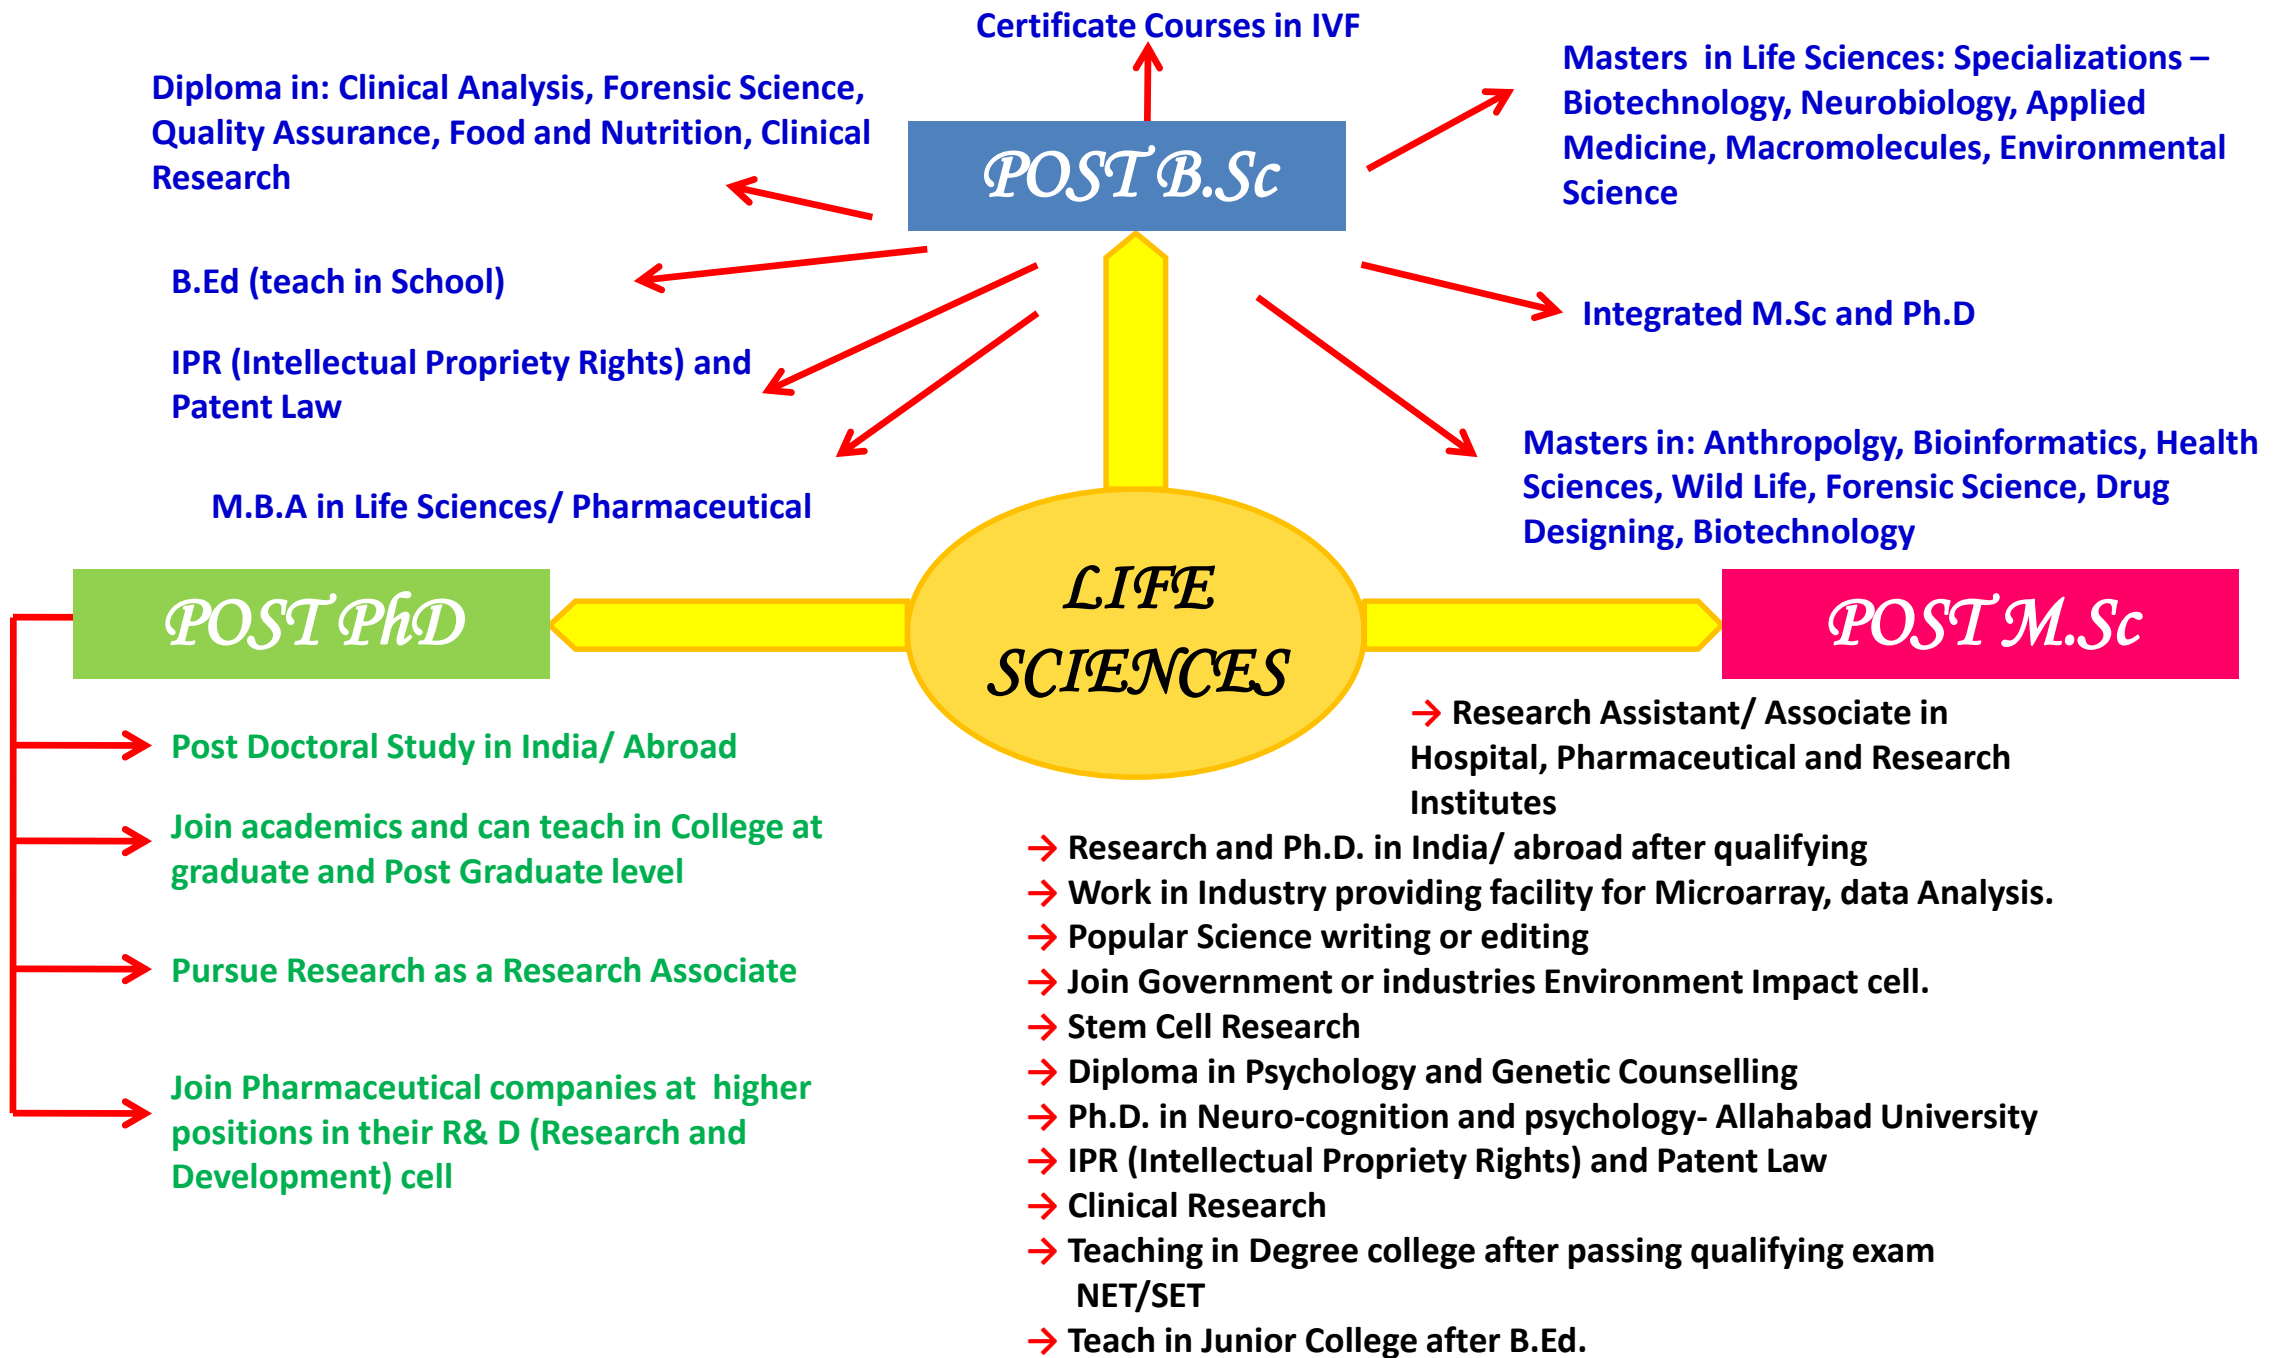 Certificate Courses in IVF
Diploma in: Clinical Analysis, Forensic Science,
Quality Assurance, Food and Nutrition, Clinical
Research
Masters  in Life Sciences: Specializations –
Biotechnology, Neurobiology, Applied
Medicine, Macromolecules, Environmental
Science
POST B.Sc
B.Ed (teach in School)
Integrated M.Sc and Ph.D
IPR (Intellectual Propriety Rights) and
Patent Law
Masters in: Anthropolgy, Bioinformatics, Health
Sciences, Wild Life, Forensic Science, Drug
Designing, Biotechnology
M.B.A in Life Sciences/ Pharmaceutical
LIFE
SCIENCES
POST PhD
Post Doctoral Study in India/ Abroad
Join academics and can teach in College at
graduate and Post Graduate level
Pursue Research as a Research Associate
Join Pharmaceutical companies at  higher
positions in their R& D (Research and
Development) cell
POST M.Sc
→ Research Assistant/ Associate in
Hospital, Pharmaceutical and Research
Institutes
→ Research and Ph.D. in India/ abroad after qualifying
→ Work in Industry providing facility for Microarray, data Analysis.
→ Popular Science writing or editing
→ Join Government or industries Environment Impact cell.
→ Stem Cell Research
→ Diploma in Psychology and Genetic Counselling
→ Ph.D. in Neuro-cognition and psychology- Allahabad University
→ IPR (Intellectual Propriety Rights) and Patent Law
→ Clinical Research
→ Teaching in Degree college after passing qualifying exam
NET/SET
→ Teach in Junior College after B.Ed.